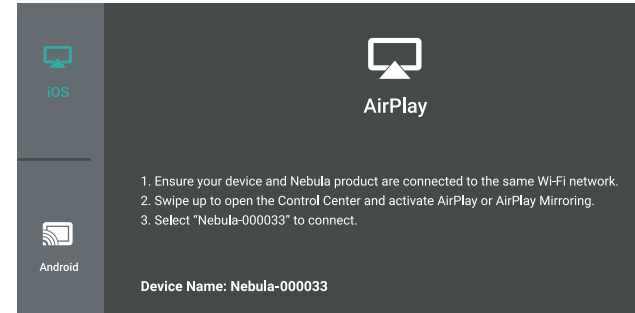 iOS
Android
AirPlay
1. Ensure your device and Nebula product are connected to the same Wi-Fi network.
2. Swipe up to open the Control Center and activate AirPlay or AirPlay Mirroring.
3. Select “Nebula-000033” to connect.
Device Name: Nebula-000033